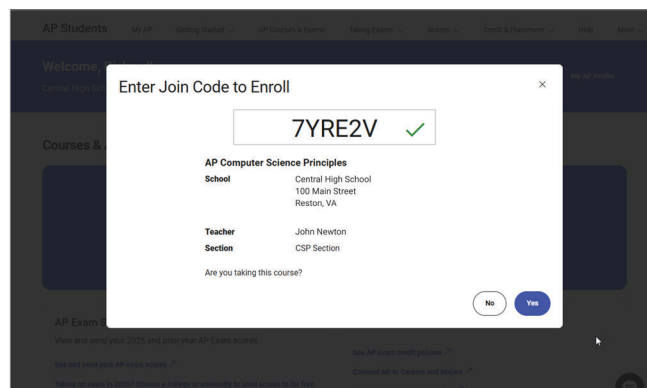 AP Students My AP Getting Started AP Courses & Exams Taking Exams Scores Credit & Placement Help More
Welcome,
My AP Profile
Central High Sch
Enter Join Code to Enroll
7YRE2V
Courses &
AP Computer Science Principles
School Central High School
100 Main Street
Reston, VA
Teacher John Newton
Section CSP Section
Are you taking this course?
No Yes
AP Exam S
View and send your 2025 and prior year AP Exam scores.
See and send past AP exam scores
See AP Exam credit policies
Connect AP to Careers and Majors